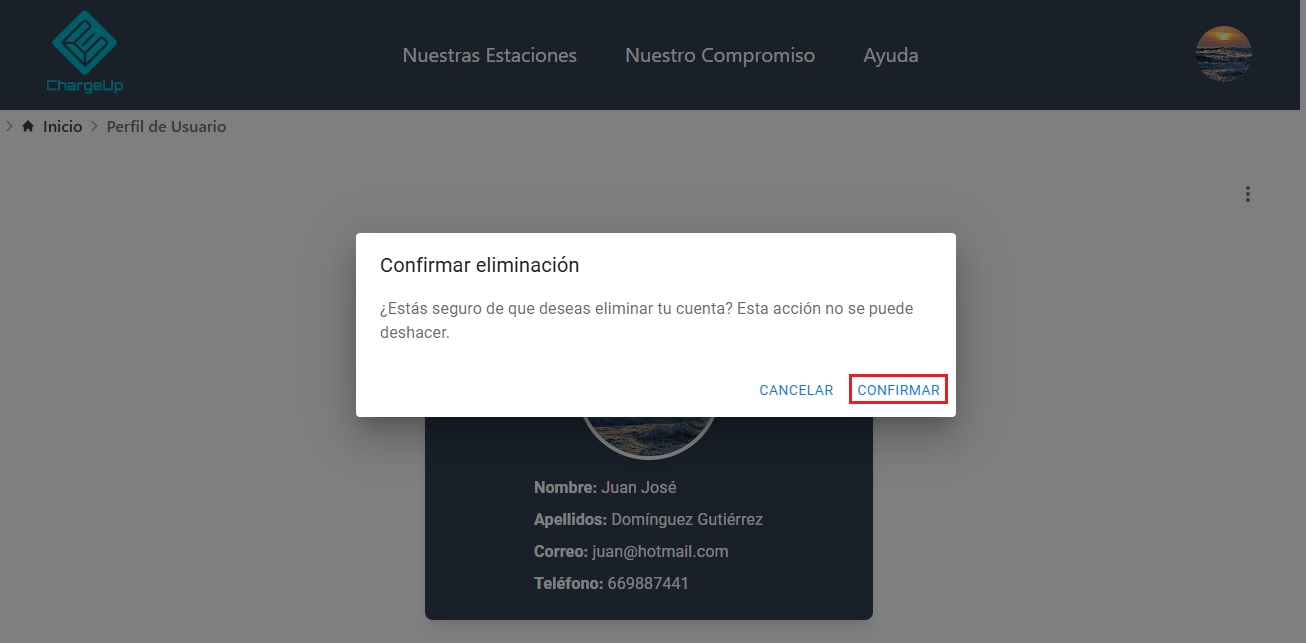 ChargeUp
Nuestras Estaciones
Nuestro Compromiso
Ayuda
Inicio
Perfil de Usuario
Confirmar eliminación
¿Estás seguro de que deseas eliminar tu cuenta? Esta acción no se puede
deshacer.
CANCELAR
CONFIRMAR
Nombre: Juan José
Apellidos: Domínguez Gutiérrez
Correo: juan@hotmail.com
Teléfono: 669887441